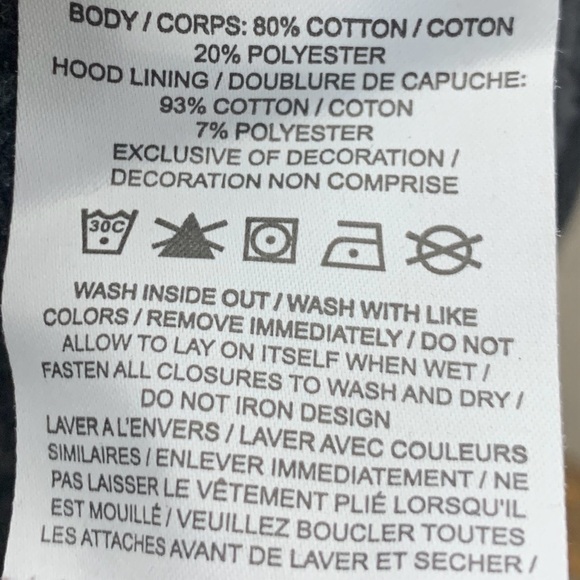 BODY / CORPS: 80% COTTON / COTON
20% POLYESTER
HOOD LINING / DOUBLURE DE CAPUCHE:
93% COTTON / COTON
7% POLYESTER
EXCLUSIVE OF DECORATION /
DECORATION NON COMPRISE
30C
WASH INSIDE OUT / WASH WITH LIKE
COLORS / REMOVE IMMEDIATELY / DO NOT
ALLOW TO LAY ON ITSELF WHEN WET /
FASTEN ALL CLOSURES TO WASH AND DRY /
DO NOT IRON DESIGN
LAVER A L'ENVERS / LAVER AVEC COULEURS
SIMILAIRES / ENLEVER IMMEDIATEMENT / NE
PAS LAISSER LE VÊTEMENT PLIÉ LORSQU'IL
EST MOUILLÉ / VEUILLEZ BOUCLER TOUTES
LES ATTACHES AVANT DE LAVER ET SECHER /